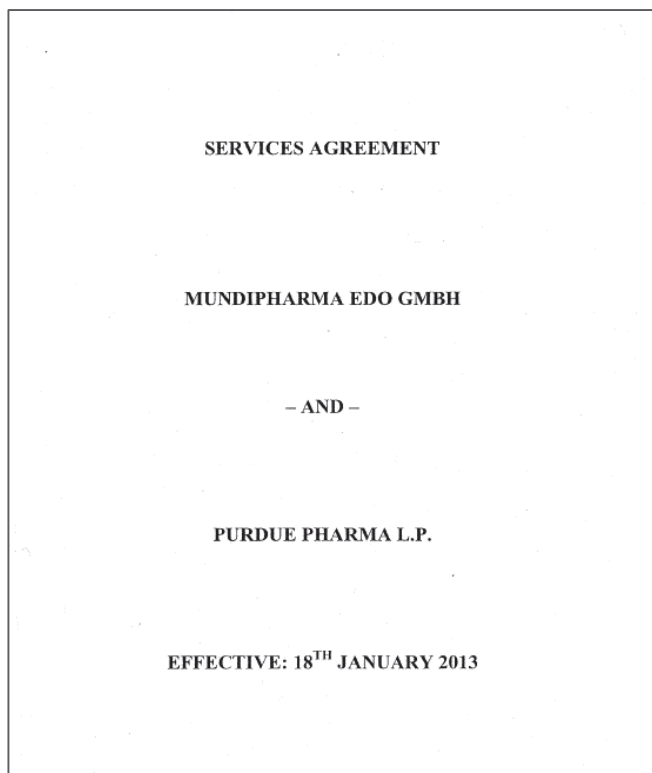 SERVICES AGREEMENT
MUNDIPHARMA EDO GMBH
– AND –
PURDUE PHARMA L.P.
EFFECTIVE: 18TH JANUARY 2013